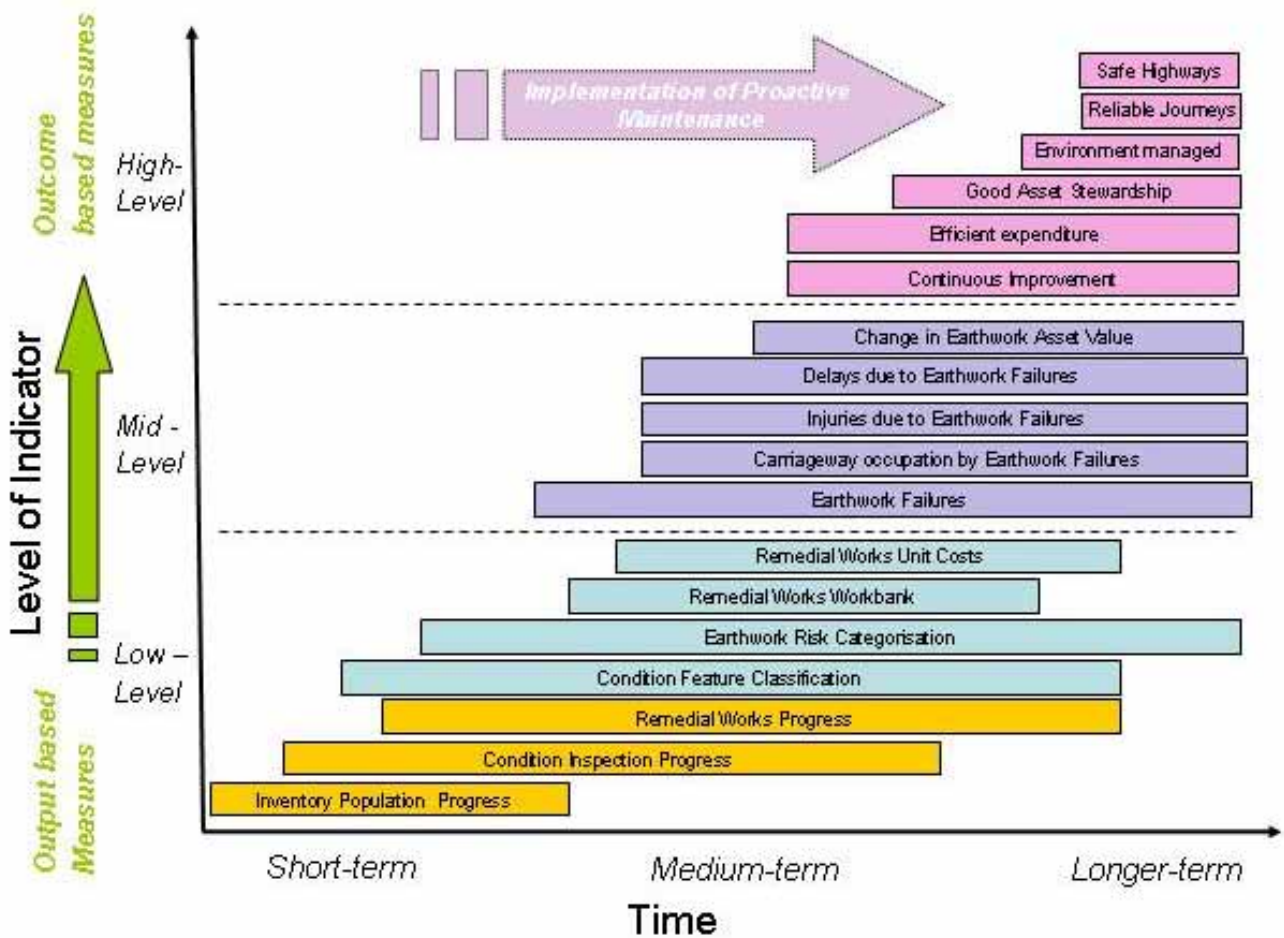 Outcome
based measures
Level of Indicator
Output based
Measures
High-
Level
Mid -
Level
Low –
Level
Implementation of Proactive
Maintenance
Safe Highways
Reliable Journeys
Environment managed
Good Asset Stewardship
Efficient expenditure
Continuous Improvement
Change in Earthwork Asset Value
Delays due to Earthwork Failures
Injuries due to Earthwork Failures
Carriageway occupation by Earthwork Failures
Earthwork Failures
Remedial Works Unit Costs
Remedial Works Workbank
Earthwork Risk Categorisation
Condition Feature Classification
Remedial Works Progress
Condition Inspection Progress
Inventory Population Progress
Short-term
Medium-term
Longer-term
Time